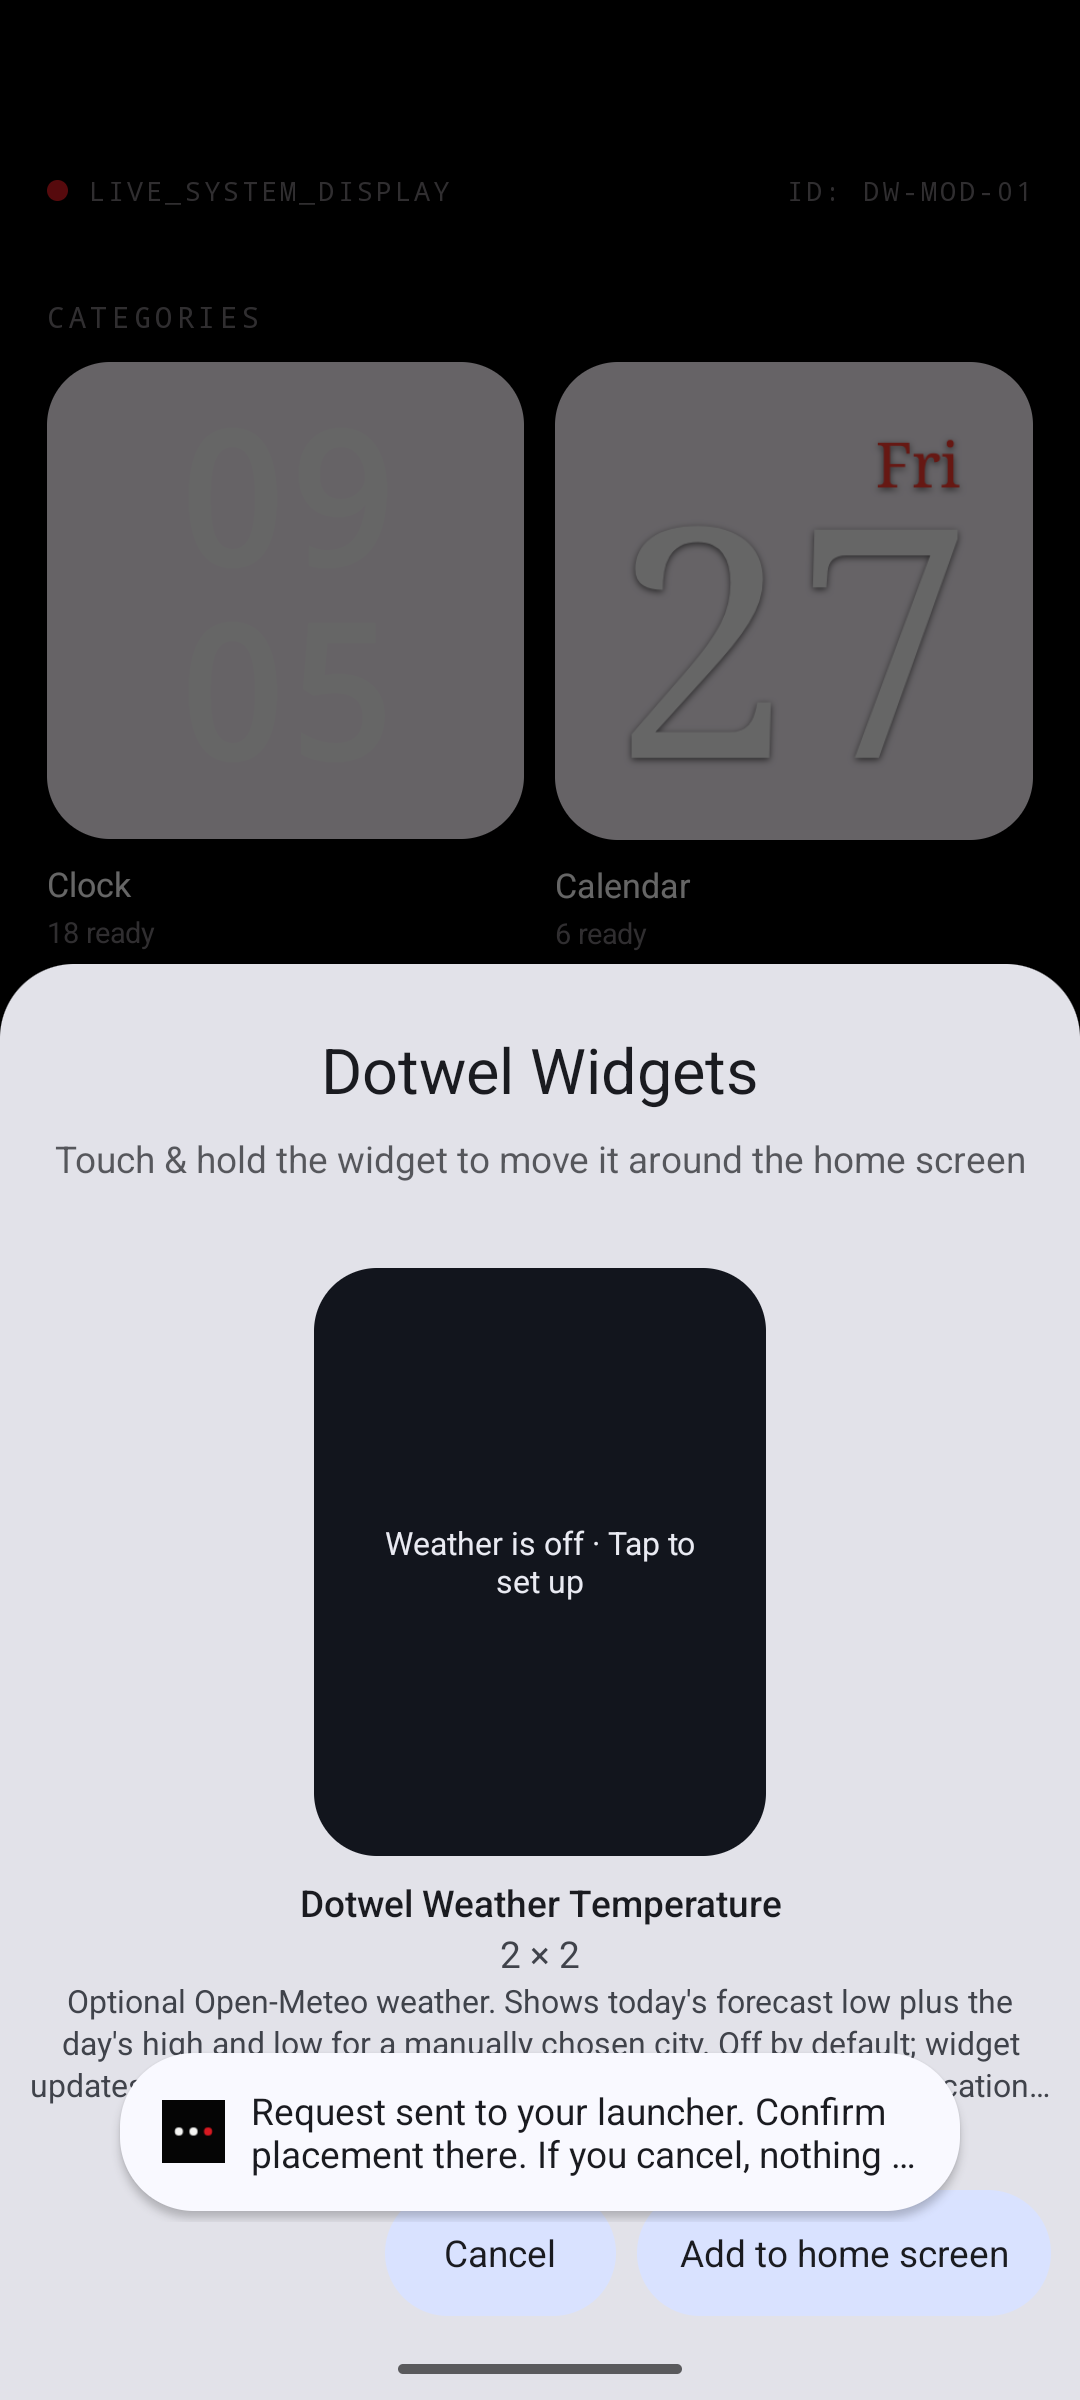 LIVE_SYSTEM_DISPLAY
ID: DW-MOD-01
CATEGORIES
09
05
Fri
27
Clock
18 ready
Calendar
6 ready
Dotwel Widgets
Touch & hold the widget to move it around the home screen
Weather is off · Tap to
set up
Dotwel Weather Temperature
2 × 2
Optional Open-Meteo weather. Shows today's forecast low plus the
day's high and low for a manually chosen city. Off by default; widget
Request sent to your launcher. Confirm
placement there. If you cancel, nothing …
Cancel
Add to home screen